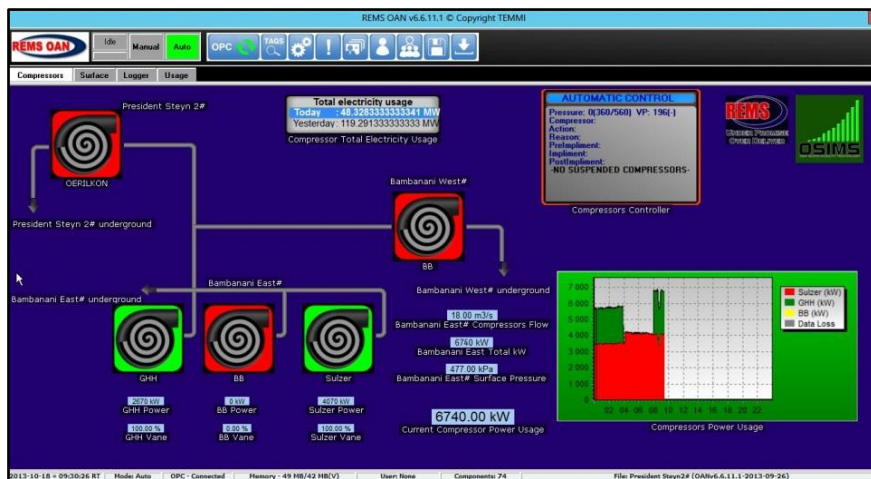 REMS OAN v6.6.11.1 © Copyright TEMMI
REMS OAN
Idle
Manual
Auto
OPC
TAGS
Compressors Surface Logger Usage
President Steyn 2#
OERILKON
President Steyn 2# underground
Total electricity usage
Today : 48.3283333333341 MW
Yesterday : 119.291333333333 MW
Compressor Total Electricity Usage
AUTOMATIC CONTROL
Pressure: 0(360/560) VP: 196(-)
Compressor:
Action:
Reason:
PreImpliment:
Impliment:
PostImpliment:
-NO SUSPENDED COMPRESSORS-
Compressors Controller
REMS
UNDER PROMISE
OVER DELIVER
OSIMS
Bambanani West#
BB
Bambanani West# underground
Bambanani East#
Bambanani East# underground
GHH
BB
Sulzer
2670 kW
GHH Power
100.00 %
GHH Vane
0 kW
BB Power
0.00 %
BB Vane
4070 kW
Sulzer Power
100.00 %
Sulzer Vane
18.00 m3/s
Bambanani East# Compressors Flow
6740 kW
Bambanani East Total kW
477.00 kPa
Bambanani East# Surface Pressure
6740.00 kW
Current Compressor Power Usage
7 000
6 000
5 000
4 000
3 000
2 000
1 000
0
02 04 06 08 10 12 14 16 18 20 22
Sulzer (kW)
GHH (kW)
BB (kW)
Data Loss
Compressors Power Usage
2013-10-18 - 09:30:26 RT Mode: Auto OPC - Connected Memory - 49 MB/42 MB(V) User: None Components: 74 File: President Steyn2# (OANv6.6.11.1-2013-09-26)